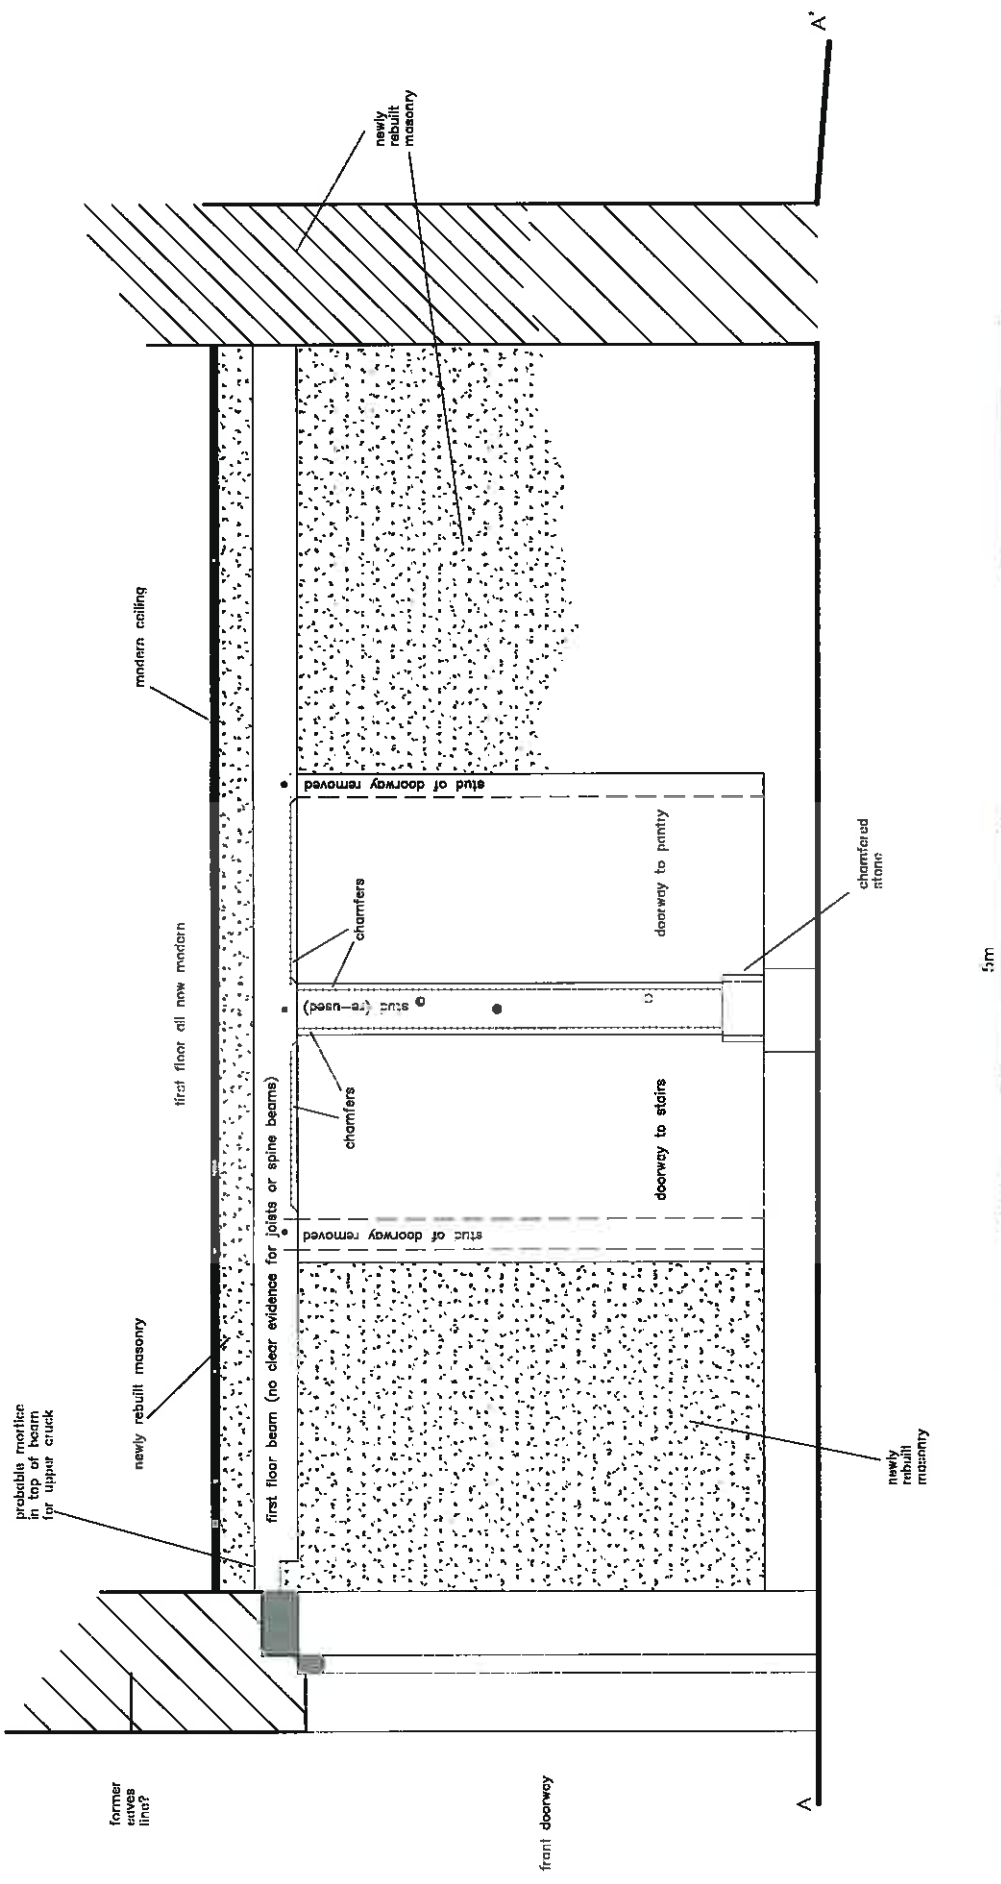 probable mortice
in top of beam
for upper cruck
former
eaves
line?
newly rebuilt masonry
first floor all now modern
modern ceiling
newly
rebuilt
masonry
first floor beam (no clear evidence for joists or spine beams)
stud of doorway removed
chamfers
stud (re-used)
chamfers
stud of doorway removed
front doorway
doorway to stairs
doorway to pantry
newly
rebuilt
masonry
chamfered
stone
A
A'
5m